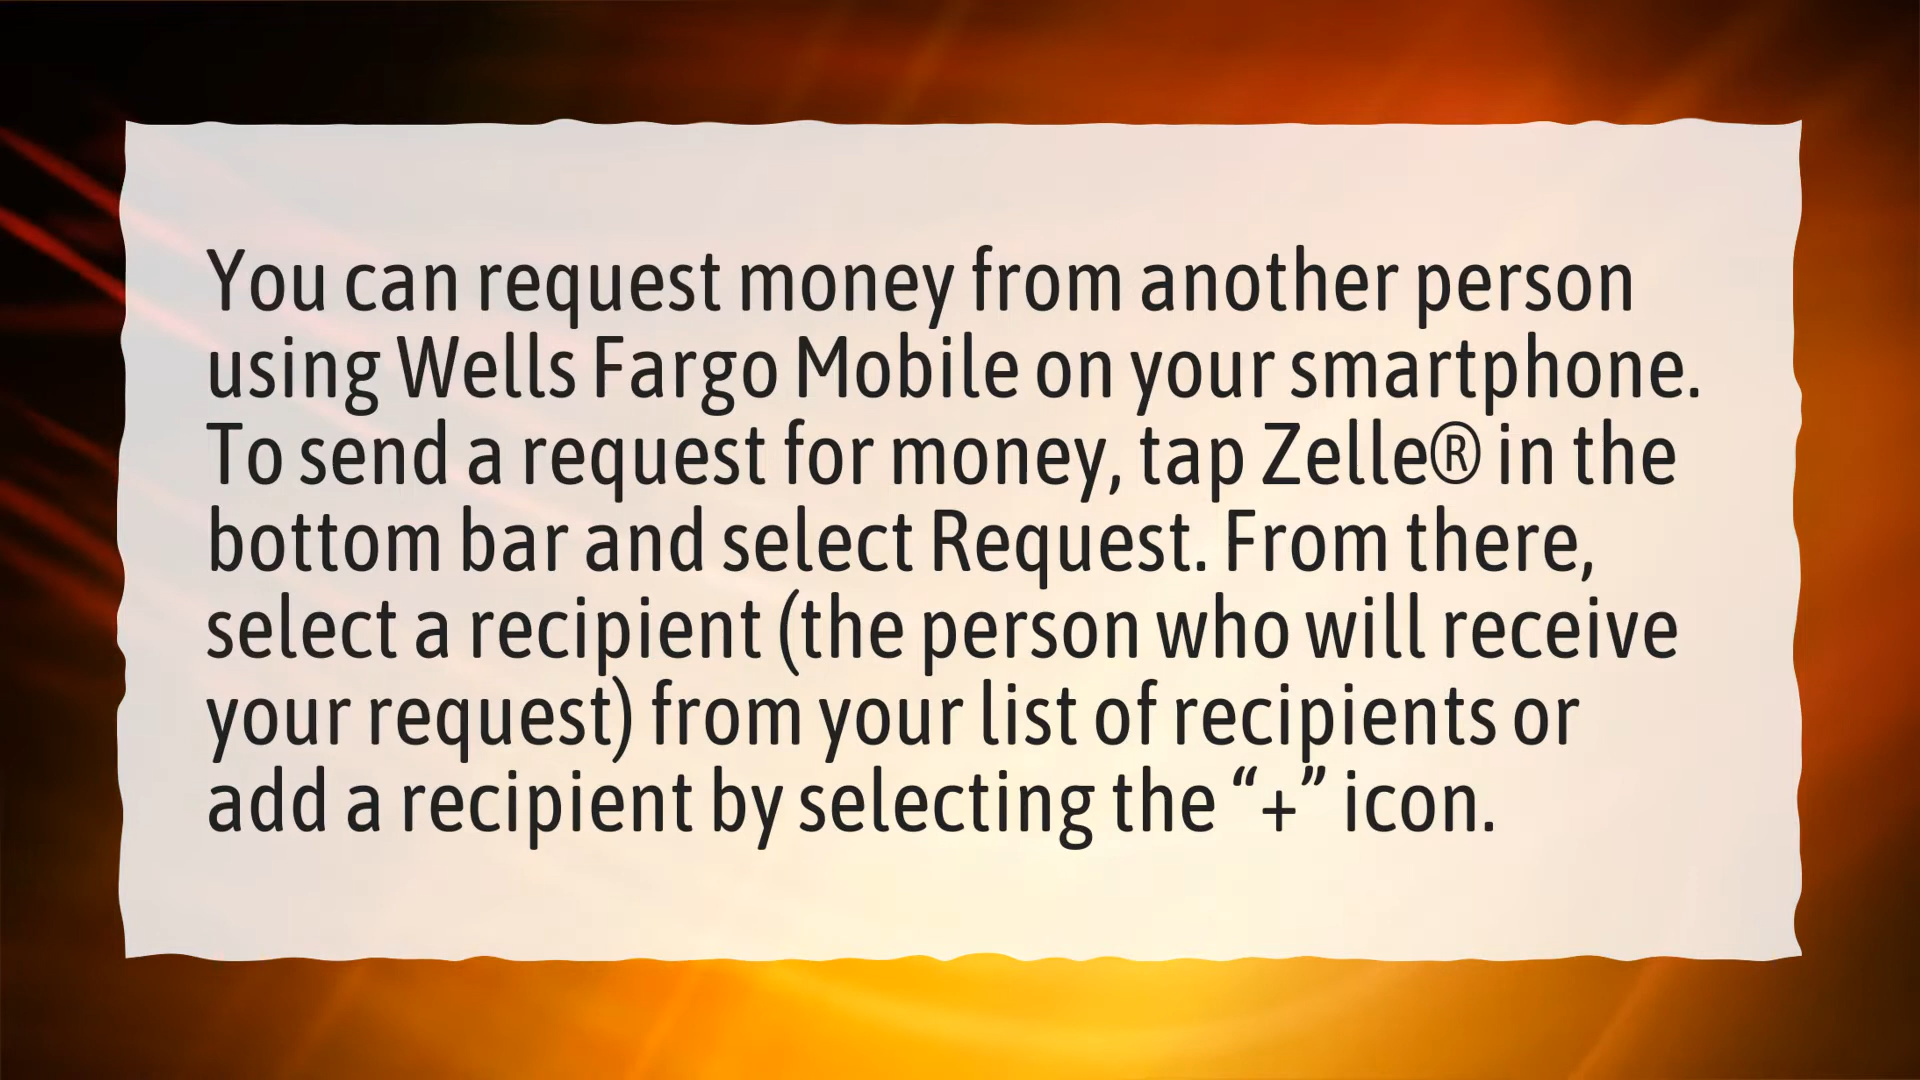 You can request money from another person
using Wells Fargo Mobile on your smartphone.
To send a request for money, tap Zelle® in the
bottom bar and select Request. From there,
select a recipient (the person who will receive
your request) from your list of recipients or
add a recipient by selecting the “+” icon.